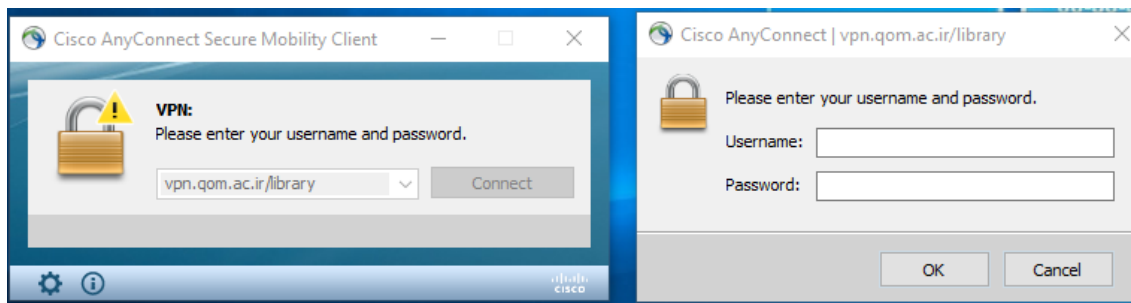 Cisco AnyConnect Secure Mobility Client
VPN:
Please enter your username and password.
vpn.qom.ac.ir/library
Connect
cisco
Cisco AnyConnect | vpn.qom.ac.ir/library
Please enter your username and password.
Username:
Password:
OK
Cancel